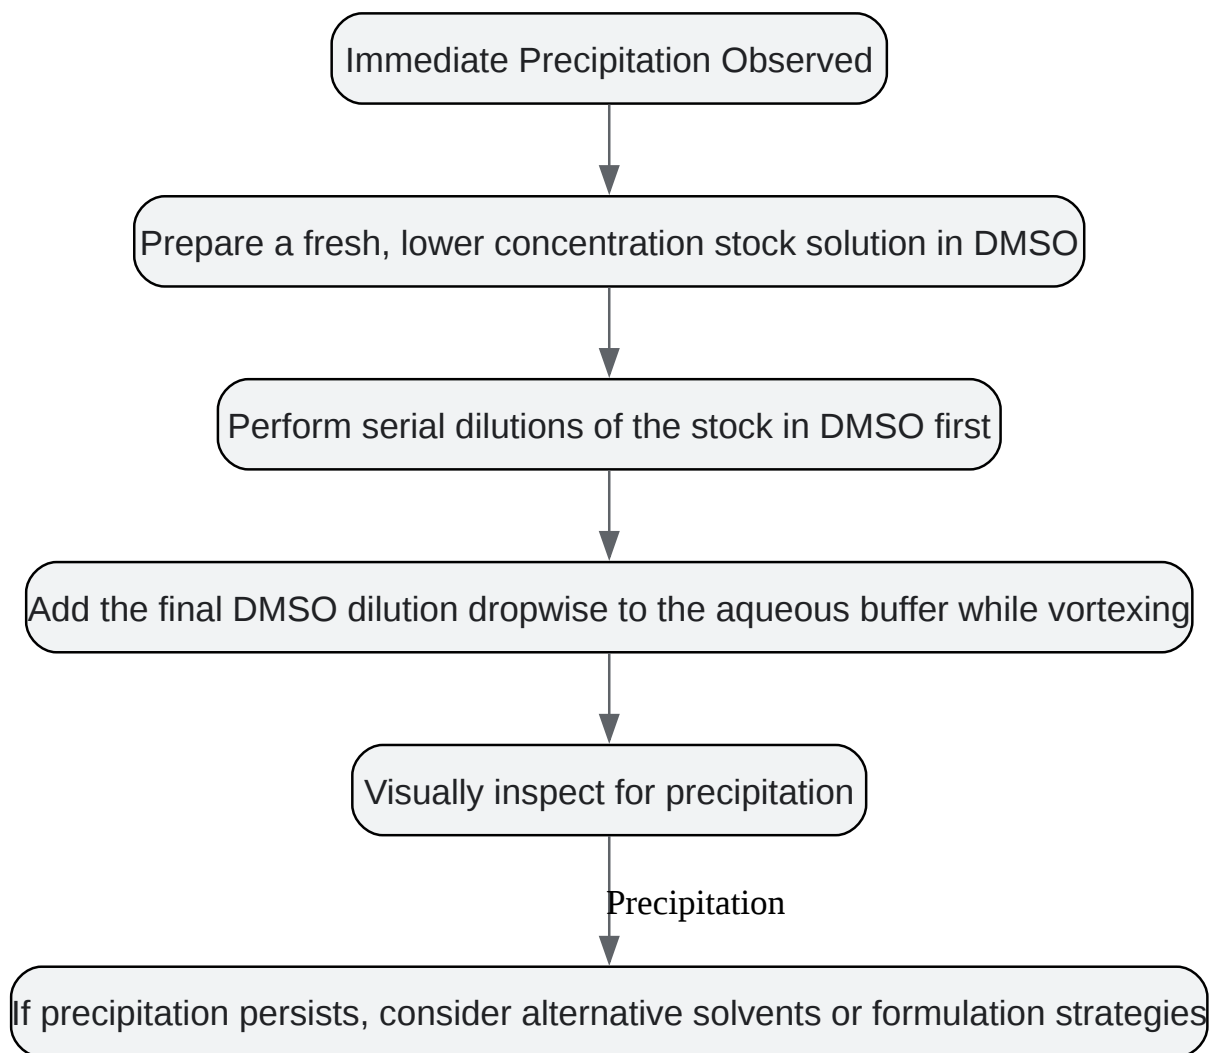 Immediate Precipitation Observed
Prepare a fresh, lower concentration stock solution in DMSO
Perform serial dilutions of the stock in DMSO first
Add the final DMSO dilution dropwise to the aqueous buffer while vortexing
Visually inspect for precipitation
Precipitation
If precipitation persists, consider alternative solvents or formulation strategies